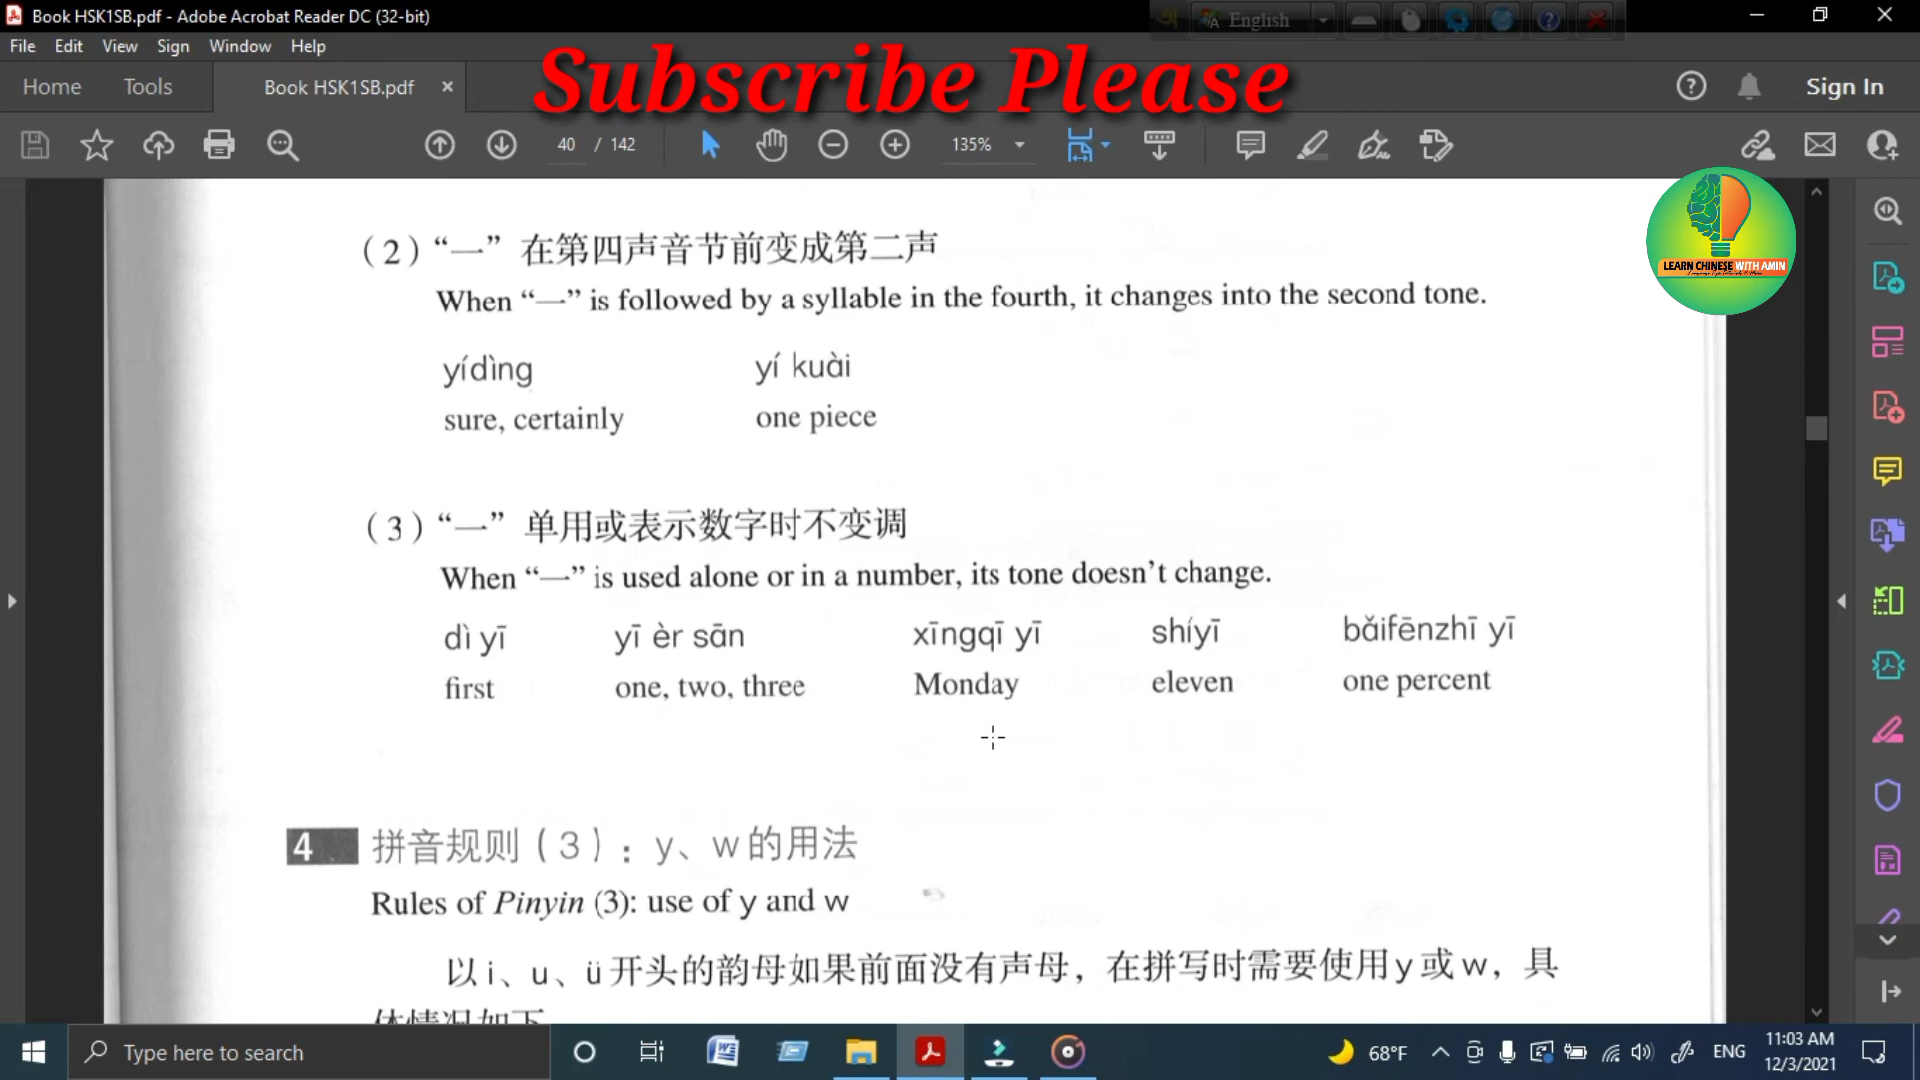 Book HSK1SB.pdf - Adobe Acrobat Reader DC (32-bit)
English
File Edit View Sign Window Help
Subscribe Please
Home Tools Book HSK1SB.pdf × Sign In
40 / 142 135%
LEARN CHINESE WITH AMIN
（2）“一” 在第四声音节前变成第二声
When “一” is followed by a syllable in the fourth, it changes into the second tone.
yídìng yí kuài
sure, certainly one piece
（3）“一” 单用或表示数字时不变调
When “一” is used alone or in a number, its tone doesn’t change.
dì yī yī èr sān xīngqī yī shíyī bǎifēnzhī yī
first one, two, three Monday eleven one percent
4 拼音规则（3）：y、w的用法
Rules of Pinyin (3): use of y and w
以 i、u、ü 开头的韵母如果前面没有声母，在拼写时需要使用 y 或 w，具
体情况如下
Type here to search
68°F ENG 11:03 AM
12/3/2021